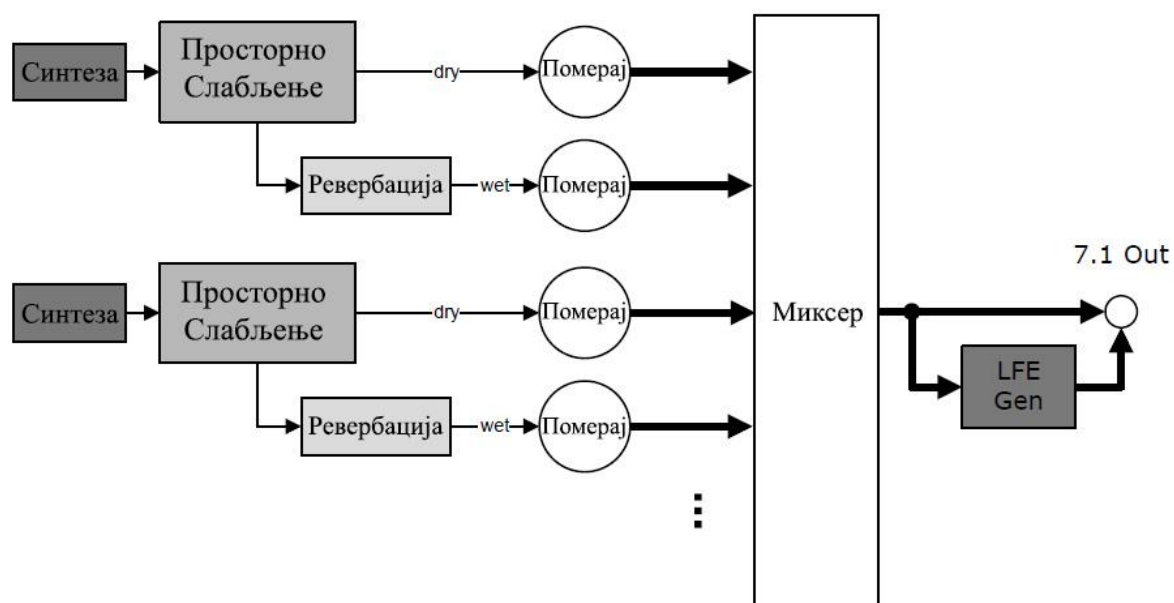 Синтеза
Просторно
Слабљење
dry
Померај
Ревербација
wet
Померај
Синтеза
Просторно
Слабљење
dry
Померај
Ревербација
wet
Померај
Миксер
7.1 Out
LFE
Gen